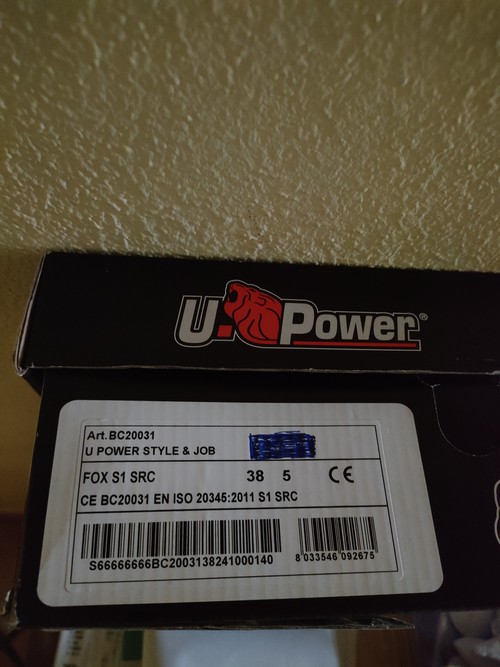 U.Power®
Art.BC20031
U POWER STYLE & JOB
FOX S1 SRC 38 5 CE
CE BC20031 EN ISO 20345:2011 S1 SRC
S66666666BC2003138241000140
8 033546 092675